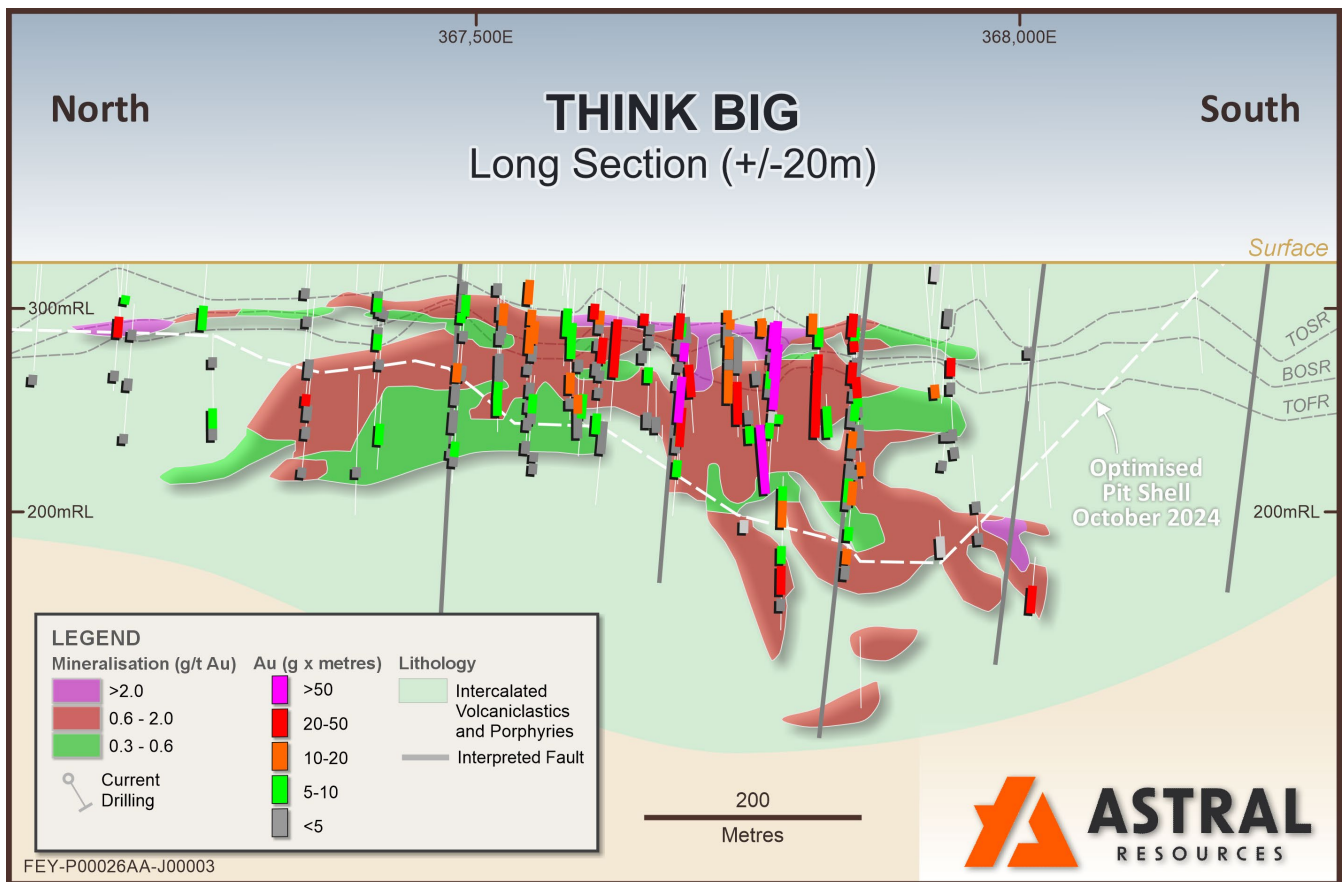 367,500E
368,000E
North
THINK BIG
South
Long Section (+/-20m)
Surface
300mRL
TOSR
BOSR
TOFR
Optimised
Pit Shell
October 2024
200mRL
200mRL
LEGEND
Mineralisation (g/t Au)
>2.0
0.6 - 2.0
0.3 - 0.6
Current
Drilling
Au (g x metres)
>50
20-50
10-20
5-10
<5
Lithology
Intercalated
Volcaniclastics
and Porphyries
Interpreted Fault
200
Metres
ASTRAL
RESOURCES
FEY-P00026AA-J00003